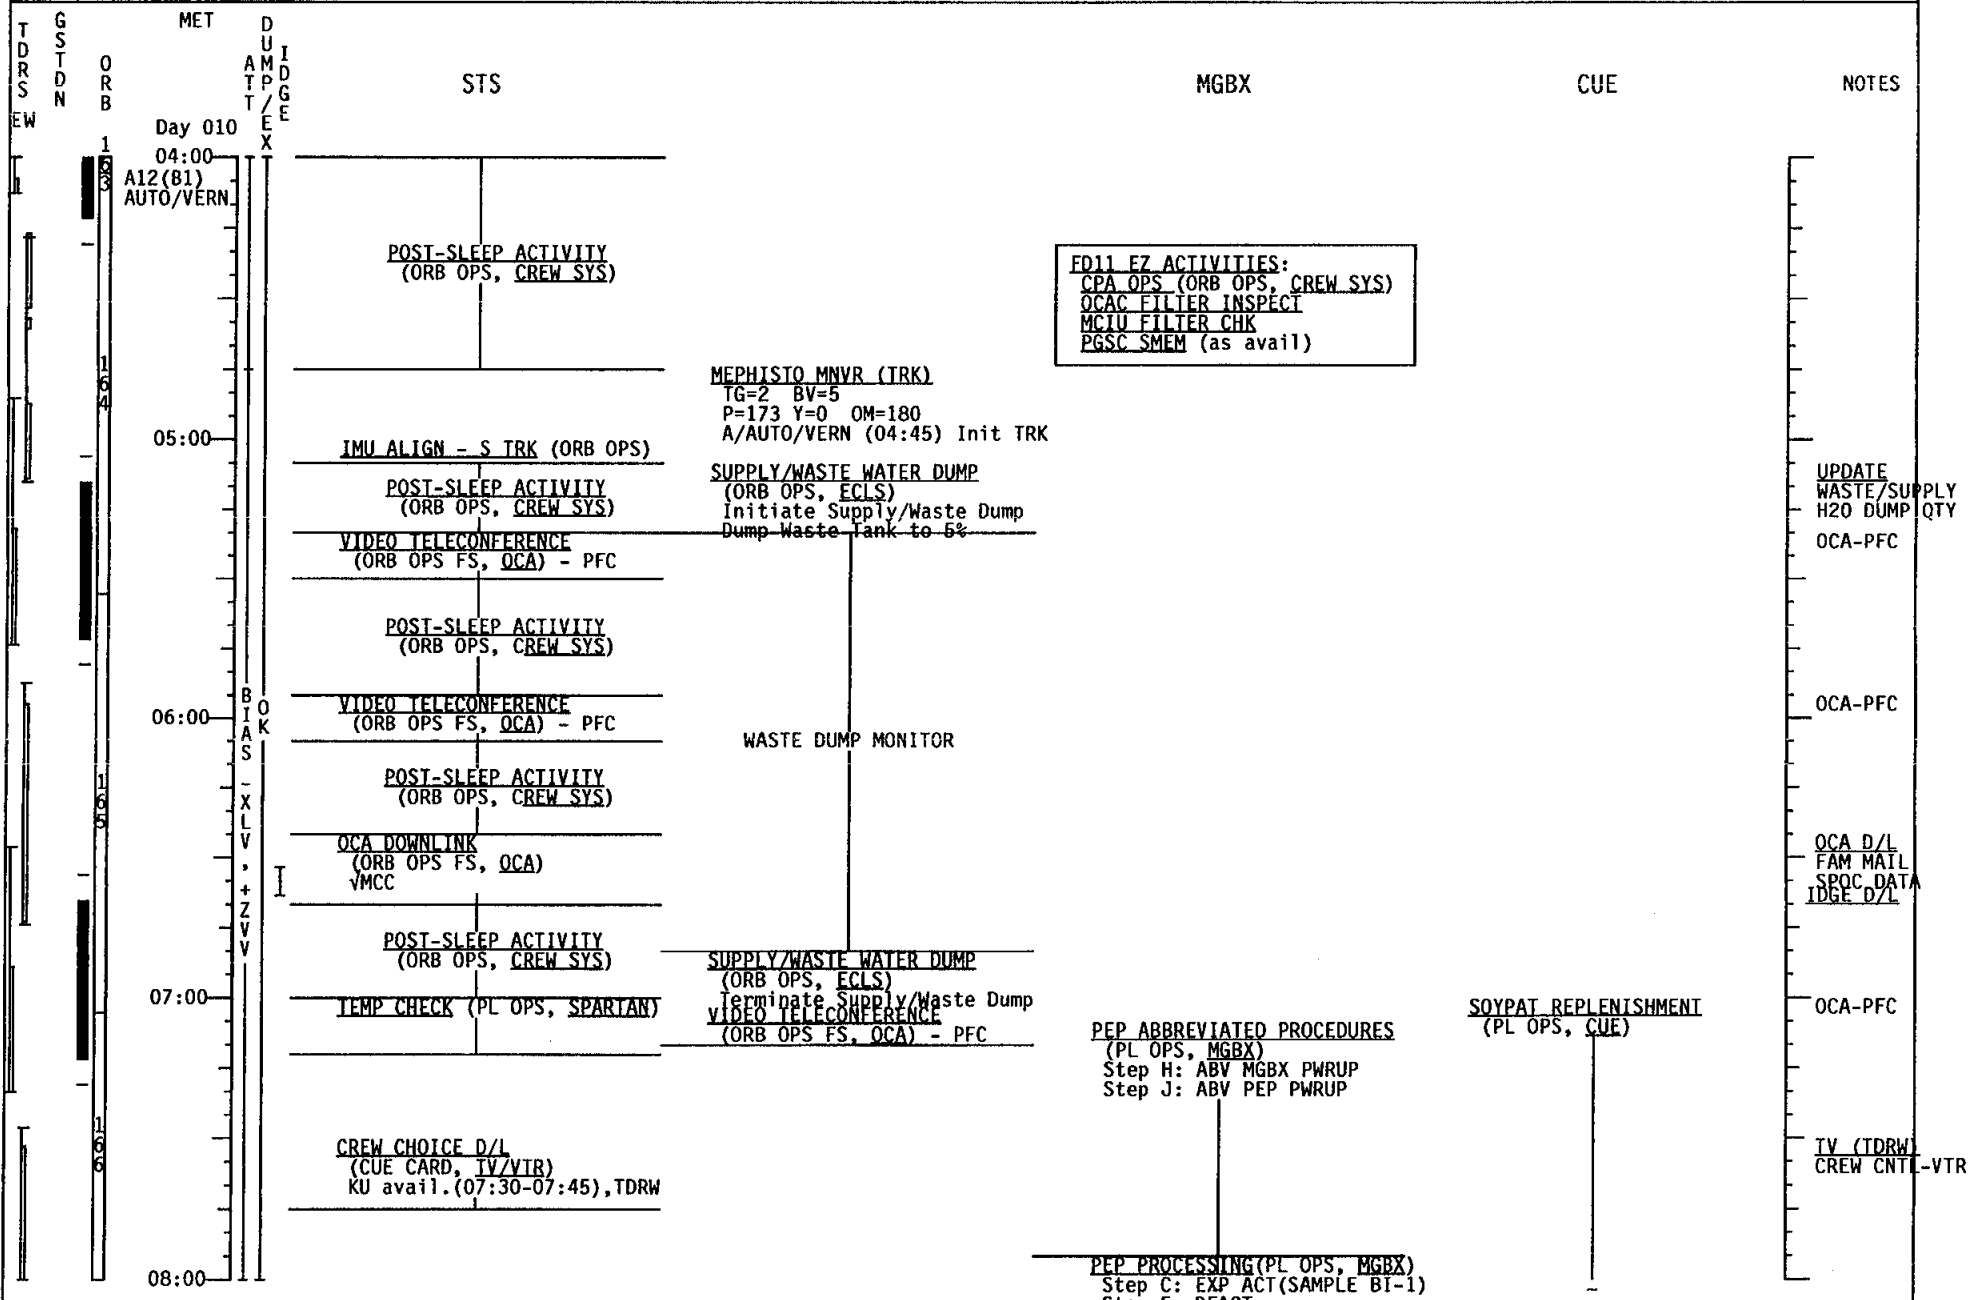 TDRS
EW
GSTDN
ORB
MET
ATT
DUMP/EX
IDGE
STS
MGBX
CUE
NOTES
Day 010
04:00
163
A12(B1)
AUTO/VERN
POST-SLEEP ACTIVITY
(ORB OPS, CREW SYS)
FD11 EZ ACTIVITIES:
CPA OPS (ORB OPS, CREW SYS)
OCAC FILTER INSPECT
MCIU FILTER CHK
PGSC SMEM (as avail)
164
MEPHISTO MNVR (TRK)
TG=2 BV=5
P=173 Y=0 OM=180
A/AUTO/VERN (04:45) Init TRK
05:00
IMU ALIGN - S TRK (ORB OPS)
POST-SLEEP ACTIVITY
(ORB OPS, CREW SYS)
SUPPLY/WASTE WATER DUMP
(ORB OPS, ECLS)
Initiate Supply/Waste Dump
Dump Waste Tank to 5%
UPDATE
WASTE/SUPPLY
H2O DUMP QTY
VIDEO TELECONFERENCE
(ORB OPS FS, OCA) - PFC
OCA-PFC
POST-SLEEP ACTIVITY
(ORB OPS, CREW SYS)
06:00
BIAS -XLV,+ZVV
OK
VIDEO TELECONFERENCE
(ORB OPS FS, OCA) - PFC
WASTE DUMP MONITOR
OCA-PFC
165
POST-SLEEP ACTIVITY
(ORB OPS, CREW SYS)
OCA DOWNLINK
(ORB OPS FS, OCA)
√MCC
OCA D/L
FAM MAIL
SPOC DATA
IDGE D/L
POST-SLEEP ACTIVITY
(ORB OPS, CREW SYS)
SUPPLY/WASTE WATER DUMP
(ORB OPS, ECLS)
Terminate Supply/Waste Dump
VIDEO TELECONFERENCE
(ORB OPS FS, OCA) - PFC
07:00
TEMP CHECK (PL OPS, SPARTAN)
PEP ABBREVIATED PROCEDURES
(PL OPS, MGBX)
Step H: ABV MGBX PWRUP
Step J: ABV PEP PWRUP
SOYPAT REPLENISHMENT
(PL OPS, CUE)
OCA-PFC
166
CREW CHOICE D/L
(CUE CARD, TV/VTR)
KU avail.(07:30-07:45),TDRW
TV (TDRW)
CREW CNTL-VTR
08:00
PEP PROCESSING(PL OPS, MGBX)
Step C: EXP ACT(SAMPLE BI-1)